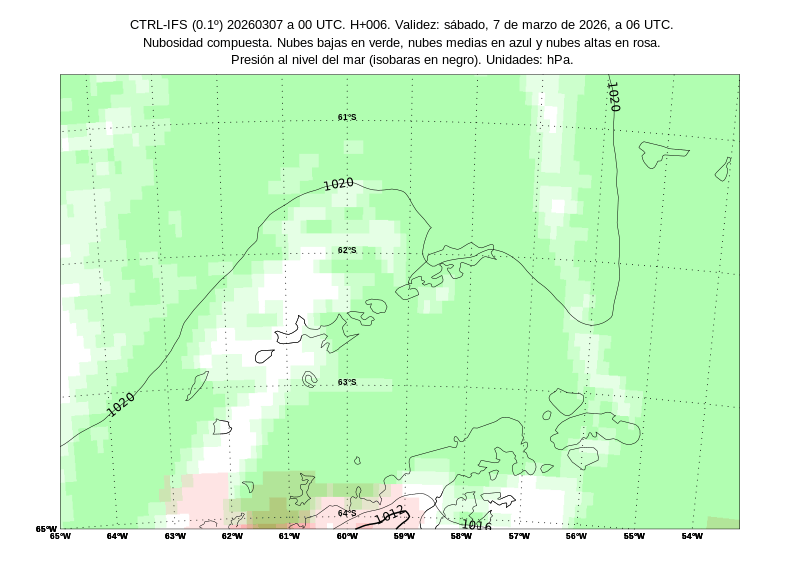 CTRL-IFS (0.1º) 20260307 a 00 UTC. H+006. Validez: sábado, 7 de marzo de 2026, a 06 UTC.
Nubosidad compuesta. Nubes bajas en verde, nubes medias en azul y nubes altas en rosa.
Presión al nivel del mar (isobaras en negro). Unidades: hPa.
1020
61°S
1020
62°S
63°S
1020
64°S
1012
1016
65°W
65°W 64°W 63°W 62°W 61°W 60°W 59°W 58°W 57°W 56°W 55°W 54°W